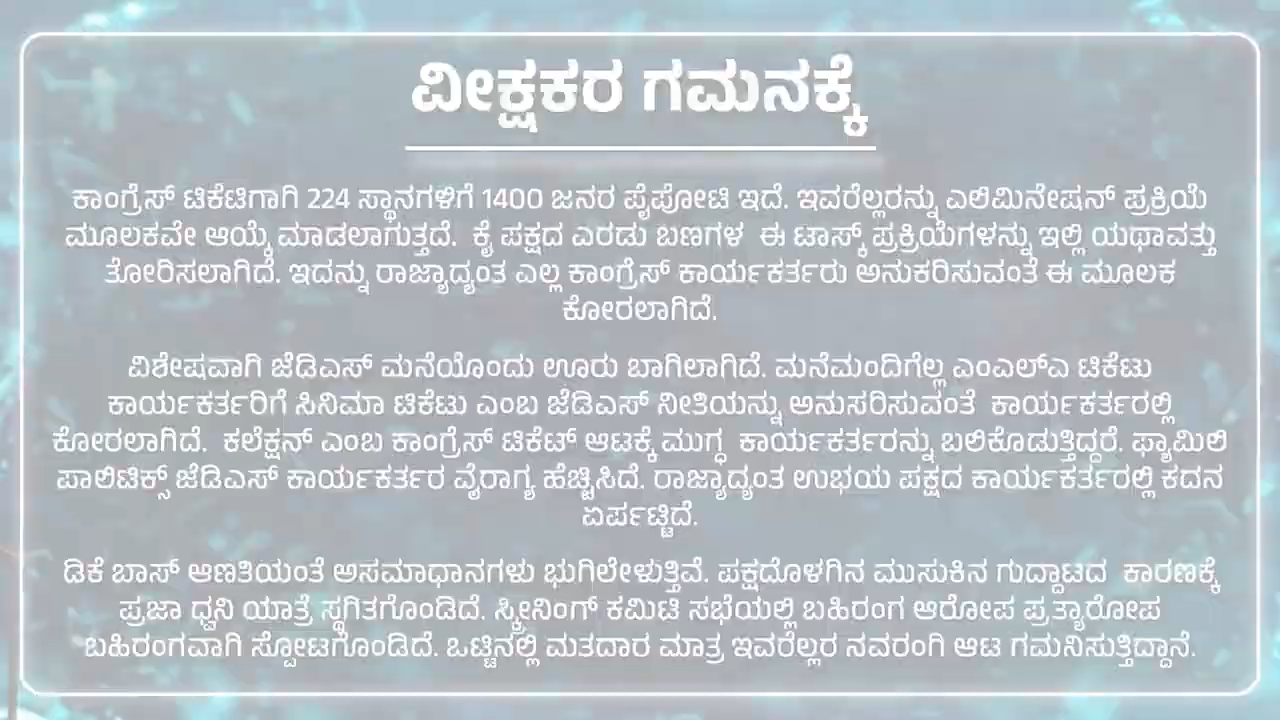 ವೀಕ್ಷಕರ ಗಮನಕ್ಕೆ
ಕಾಂಗ್ರೆಸ್ ಟಿಕೆಟಿಗಾಗಿ 224 ಸ್ಥಾನಗಳಿಗೆ 1400 ಜನರ ಪೈಪೋಟಿ ಇದೆ. ಇವರೆಲ್ಲರನ್ನು ಎಲಿಮಿನೇಷನ್ ಪ್ರಕ್ರಿಯೆ
ಮೂಲಕವೇ ಆಯ್ಕೆ ಮಾಡಲಾಗುತ್ತದೆ. ಕೈ ಪಕ್ಷದ ಎರಡು ಬಣಗಳ ಈ ಟಾಸ್ಕ್ ಪ್ರಕ್ರಿಯೆಗಳನ್ನು ಇಲ್ಲಿ ಯಥಾವತ್ತು
ತೋರಿಸಲಾಗಿದೆ. ಇದನ್ನು ರಾಜ್ಯಾದ್ಯಂತ ಎಲ್ಲ ಕಾಂಗ್ರೆಸ್ ಕಾರ್ಯಕರ್ತರು ಅನುಕರಿಸುವಂತೆ ಈ ಮೂಲಕ
ಕೋರಲಾಗಿದೆ.
ವಿಶೇಷವಾಗಿ ಜೆಡಿಎಸ್ ಮನೆಯೊಂದು ಊರು ಬಾಗಿಲಾಗಿದೆ. ಮನೆಮಂದಿಗೆಲ್ಲ ಎಂಎಲ್ಎ ಟಿಕೆಟು
ಕಾರ್ಯಕರ್ತರಿಗೆ ಸಿನಿಮಾ ಟಿಕೆಟು ಎಂಬ ಜೆಡಿಎಸ್ ನೀತಿಯನ್ನು ಅನುಸರಿಸುವಂತೆ ಕಾರ್ಯಕರ್ತರಲ್ಲಿ
ಕೋರಲಾಗಿದೆ. ಕಲೆಕ್ಷನ್ ಎಂಬ ಕಾಂಗ್ರೆಸ್ ಟಿಕೆಟ್ ಆಟಕ್ಕೆ ಮುಗ್ಧ ಕಾರ್ಯಕರ್ತರನ್ನು ಬಲಿಕೊಡುತ್ತಿದ್ದರೆ. ಫ್ಯಾಮಿಲಿ
ಪಾಲಿಟಿಕ್ಸ್ ಜೆಡಿಎಸ್ ಕಾರ್ಯಕರ್ತರ ವೈರಾಗ್ಯ ಹೆಚ್ಚಿಸಿದೆ. ರಾಜ್ಯಾದ್ಯಂತ ಉಭಯ ಪಕ್ಷದ ಕಾರ್ಯಕರ್ತರಲ್ಲಿ ಕದನ
ಏರ್ಪಟ್ಟಿದೆ.
ಡಿಕೆ ಬಾಸ್ ಆಣತಿಯಂತೆ ಅಸಮಾಧಾನಗಳು ಭುಗಿಲೇಳುತ್ತಿವೆ. ಪಕ್ಷದೊಳಗಿನ ಮುಸುಕಿನ ಗುದ್ದಾಟದ ಕಾರಣಕ್ಕೆ
ಪ್ರಜಾ ಧ್ವನಿ ಯಾತ್ರೆ ಸ್ಥಗಿತಗೊಂಡಿದೆ. ಸ್ಕ್ರೀನಿಂಗ್ ಕಮಿಟಿ ಸಭೆಯಲ್ಲಿ ಬಹಿರಂಗ ಆರೋಪ ಪ್ರತ್ಯಾರೋಪ
ಬಹಿರಂಗವಾಗಿ ಸ್ಪೋಟಗೊಂಡಿದೆ. ಒಟ್ಟಿನಲ್ಲಿ ಮತದಾರ ಮಾತ್ರ ಇವರೆಲ್ಲರ ನವರಂಗಿ ಆಟ ಗಮನಿಸುತ್ತಿದ್ದಾನೆ.